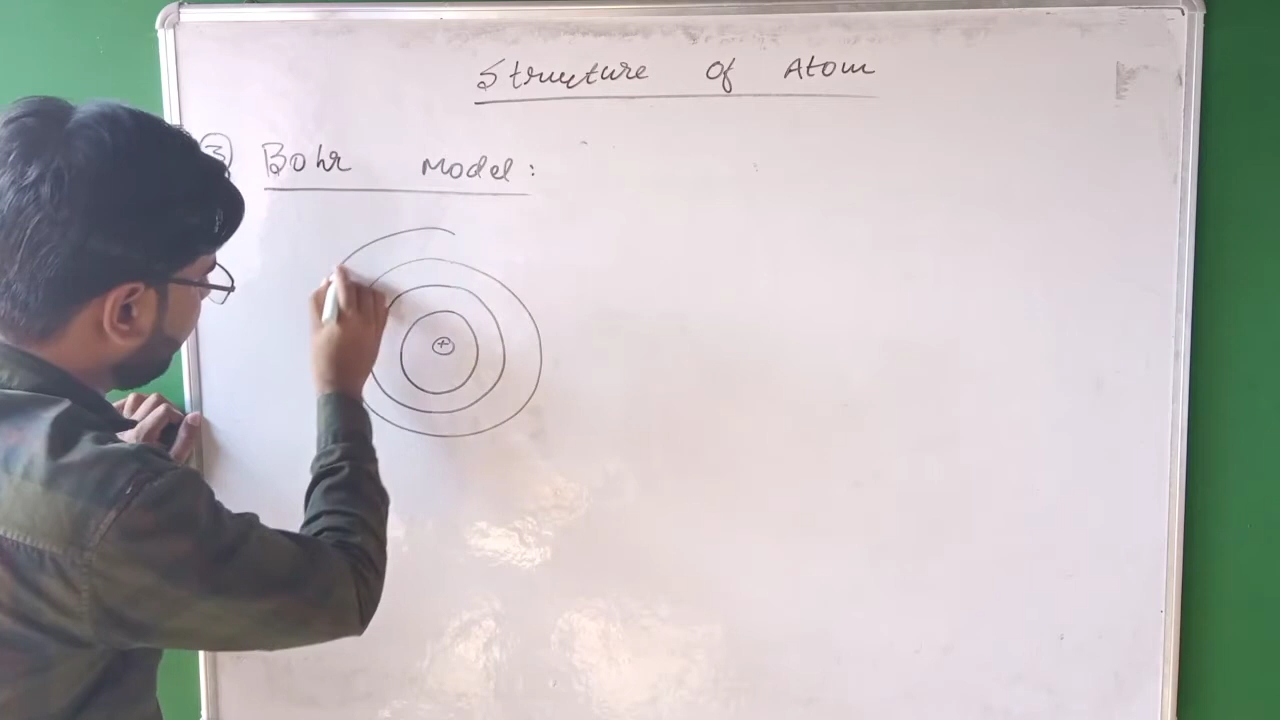 Structure Of Atom
③ Bohr Model:
+